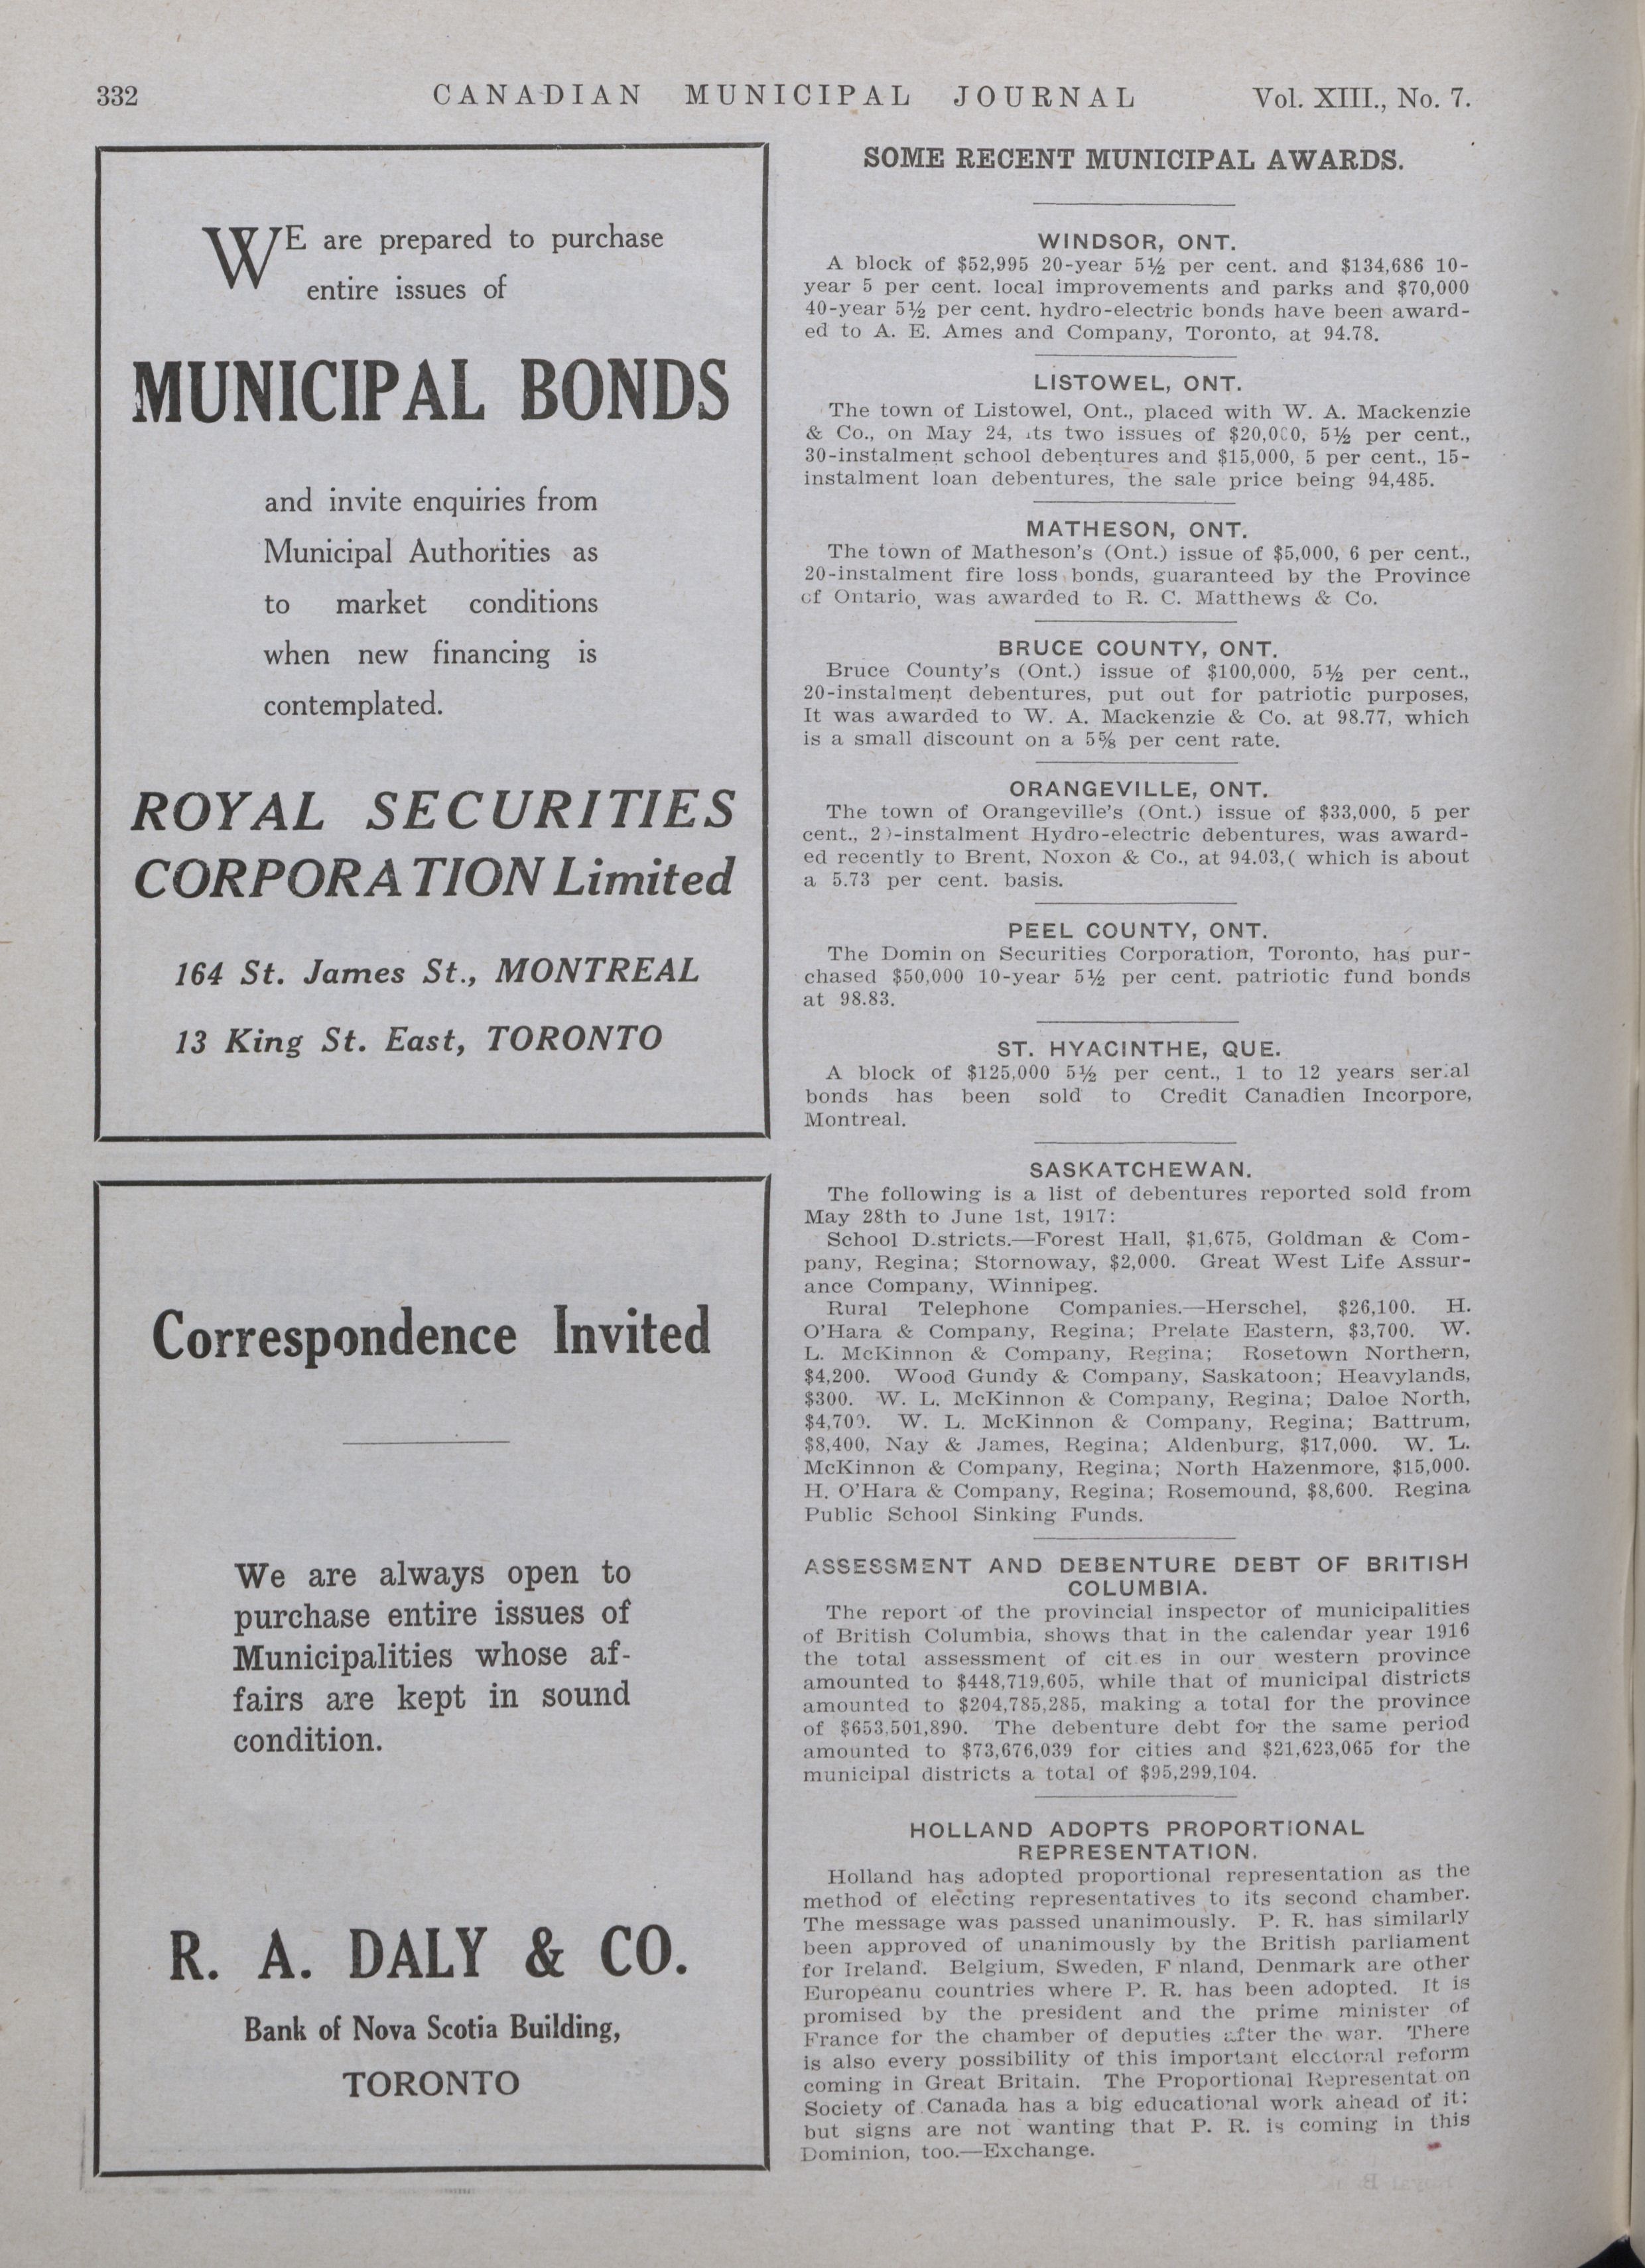 332 CANADIAN MUNICIPAL JOURNAL Vol. XIII., No. 7.
WE are prepared to purchase
entire issues of
MUNICIPAL BONDS
and invite enquiries from
Municipal Authorities as
to market conditions
when new financing is
contemplated.
ROYAL SECURITIES
CORPORATION Limited
164 St. James St., MONTREAL
13 King St. East, TORONTO
Correspondence Invited
We are always open to
purchase entire issues of
Municipalities whose af-
fairs are kept in sound
condition.
R. A. DALY & CO.
Bank of Nova Scotia Building,
TORONTO
SOME RECENT MUNICIPAL AWARDS.
WINDSOR, ONT.
A block of $52,995 20-year 5½ per cent. and $134,686 10-
year 5 per cent. local improvements and parks and $70,000
40-year 5½ per cent. hydro-electric bonds have been award-
ed to A. E. Ames and Company, Toronto, at 94.78.
LISTOWEL, ONT.
The town of Listowel, Ont., placed with W. A. Mackenzie
& Co., on May 24, its two issues of $20,000, 5½ per cent.,
30-instalment school debentures and $15,000, 5 per cent., 15-
instalment loan debentures, the sale price being 94,485.
MATHESON, ONT.
The town of Matheson's (Ont.) issue of $5,000, 6 per cent.,
20-instalment fire loss bonds, guaranteed by the Province
of Ontario, was awarded to R. C. Matthews & Co.
BRUCE COUNTY, ONT.
Bruce County's (Ont.) issue of $100,000, 5½ per cent.,
20-instalment debentures, put out for patriotic purposes,
It was awarded to W. A. Mackenzie & Co. at 98.77, which
is a small discount on a 5⅝ per cent rate.
ORANGEVILLE, ONT.
The town of Orangeville's (Ont.) issue of $33,000, 5 per
cent., 20-instalment Hydro-electric debentures, was award-
ed recently to Brent, Noxon & Co., at 94.03,( which is about
a 5.73 per cent. basis.
PEEL COUNTY, ONT.
The Domin on Securities Corporation, Toronto, has pur-
chased $50,000 10-year 5½ per cent. patriotic fund bonds
at 98.83.
ST. HYACINTHE, QUE.
A block of $125,000 5½ per cent., 1 to 12 years serial
bonds has been sold to Credit Canadien Incorpore,
Montreal.
SASKATCHEWAN.
The following is a list of debentures reported sold from
May 28th to June 1st, 1917:
School Districts.—Forest Hall, $1,675, Goldman & Com-
pany, Regina; Stornoway, $2,000. Great West Life Assur-
ance Company, Winnipeg.
Rural Telephone Companies.—Herschel, $26,100. H.
O'Hara & Company, Regina; Prelate Eastern, $3,700. W.
L. McKinnon & Company, Regina; Rosetown Northern,
$4,200. Wood Gundy & Company, Saskatoon; Heavylands,
$300. W. L. McKinnon & Company, Regina; Daloe North,
$4,700. W. L. McKinnon & Company, Regina; Battrum,
$8,400, Nay & James, Regina; Aldenburg, $17,000. W. L.
McKinnon & Company, Regina; North Hazenmore, $15,000.
H. O'Hara & Company, Regina; Rosemound, $8,600. Regina
Public School Sinking Funds.
ASSESSMENT AND DEBENTURE DEBT OF BRITISH
COLUMBIA.
The report of the provincial inspector of municipalities
of British Columbia, shows that in the calendar year 1916
the total assessment of cit es in our western province
amounted to $448,719,605, while that of municipal districts
amounted to $204,785,285, making a total for the province
of $653,501,890. The debenture debt for the same period
amounted to $73,676,039 for cities and $21,623,065 for the
municipal districts a total of $95,299,104.
HOLLAND ADOPTS PROPORTIONAL
REPRESENTATION.
Holland has adopted proportional representation as the
method of electing representatives to its second chamber.
The message was passed unanimously. P. R. has similarly
been approved of unanimously by the British parliament
for Ireland. Belgium, Sweden, F nland, Denmark are other
Europeanu countries where P. R. has been adopted. It is
promised by the president and the prime minister of
France for the chamber of deputies after the war. There
is also every possibility of this important electoral reform
coming in Great Britain. The Proportional Representat on
Society of Canada has a big educational work ahead of it:
but signs are not wanting that P. R. is coming in this
Dominion, too.—Exchange.